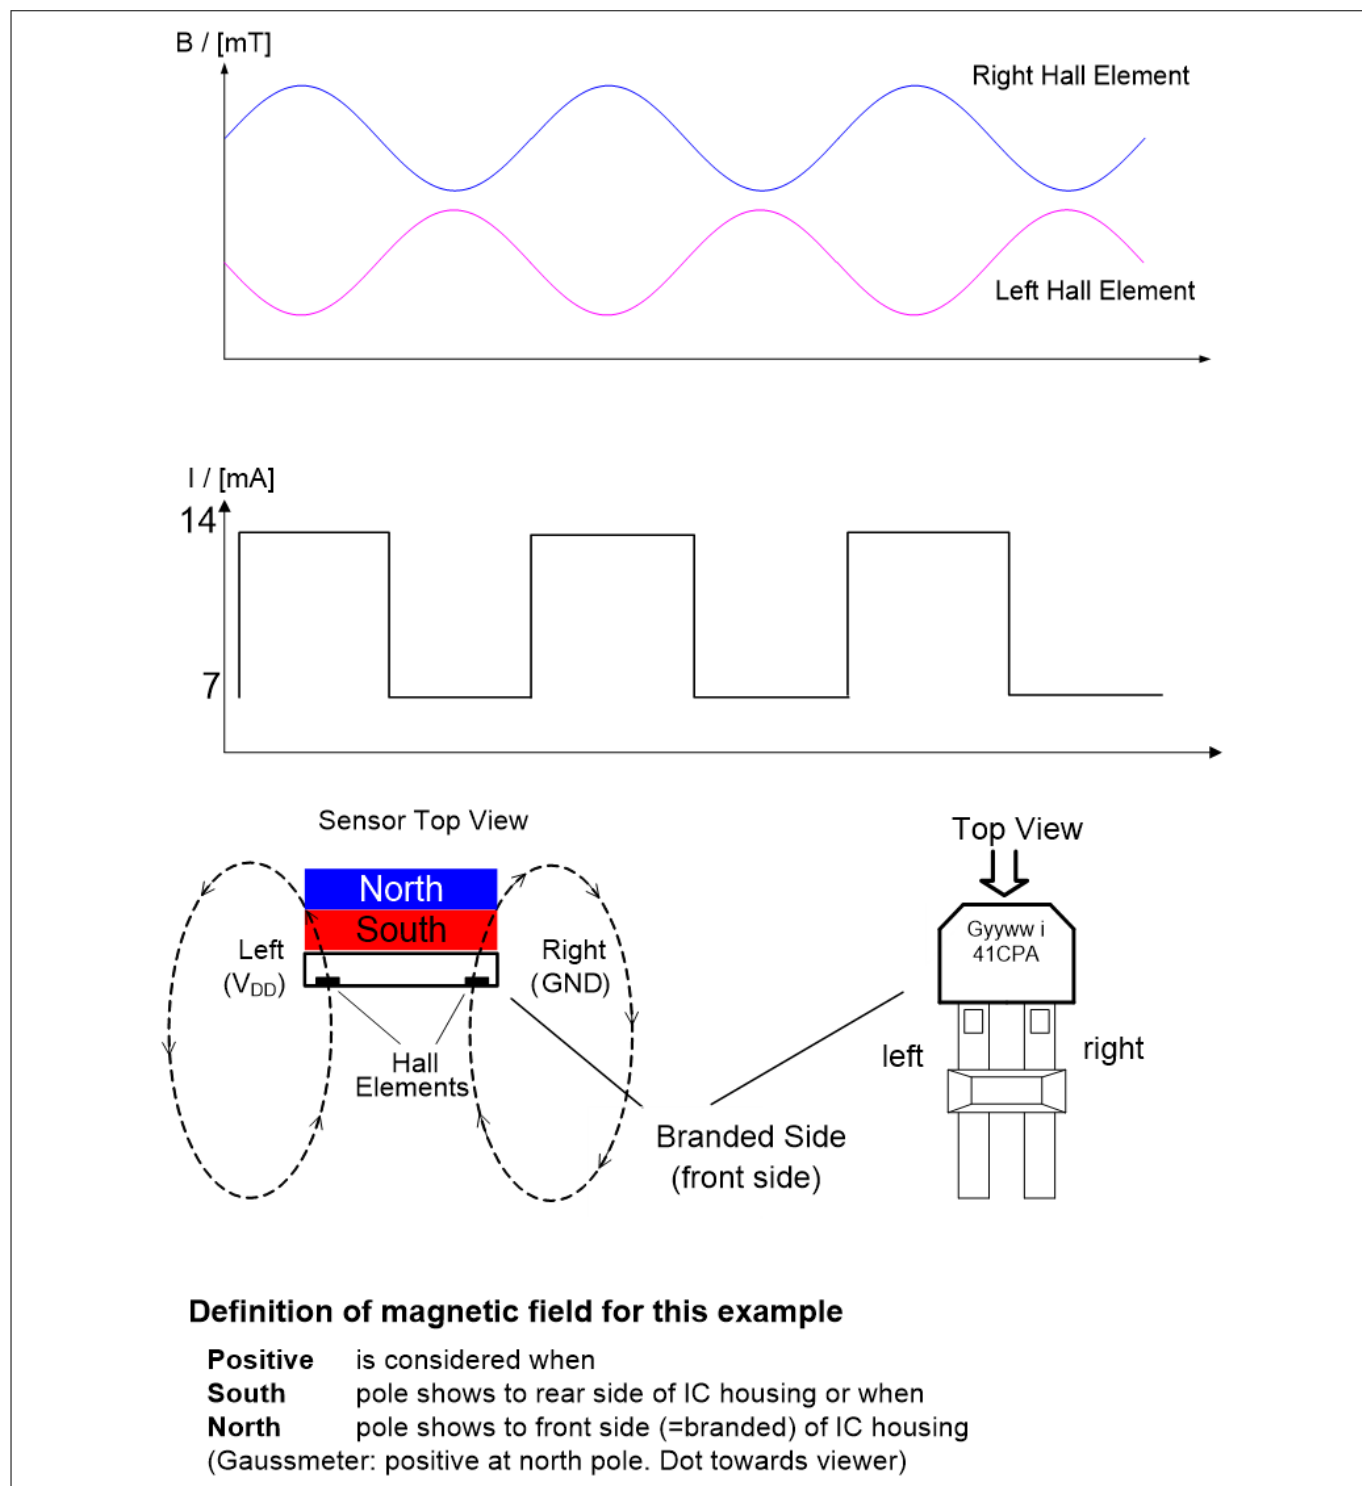 B / [mT]
Right Hall Element
Left Hall Element
I / [mA]
14
7
Sensor Top View
Top View
North
South
Left
(VDD)
Right
(GND)
Gyyww i
41CPA
Hall
Elements
left
right
Branded Side
(front side)
Definition of magnetic field for this example
Positive is considered when
South pole shows to rear side of IC housing or when
North pole shows to front side (=branded) of IC housing
(Gaussmeter: positive at north pole. Dot towards viewer)